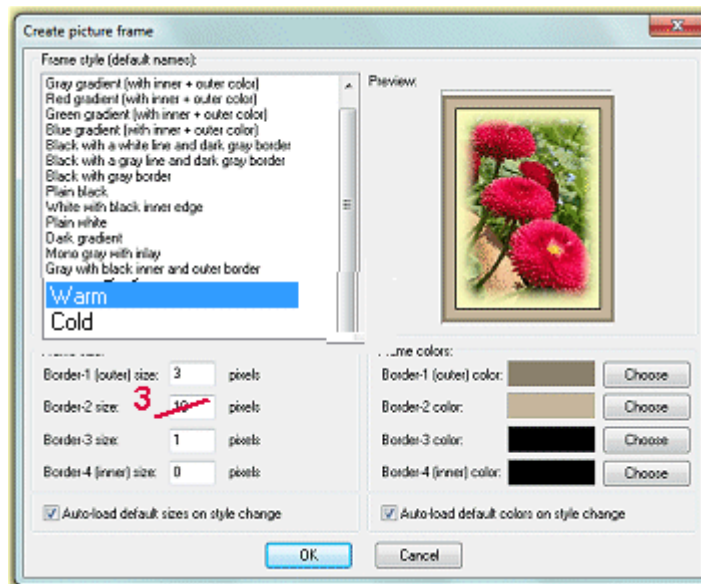 Create picture frame
Frame style (default names):
Gray gradient (with inner + outer color)
Red gradient (with inner + outer color)
Green gradient (with inner + outer color)
Blue gradient (with inner + outer color)
Black with a white line and dark gray border
Black with a gray line and dark gray border
Black with gray border
Plain black
White with black inner edge
Plain white
Dark gradient
Mono gray with inlay
Gray with black inner and outer border
Warm
Cold
Preview:
Border-1 (outer) size: 3 pixels
Border-2 size: 3 10 pixels
Border-3 size: 1 pixels
Border-4 (inner) size: 0 pixels
Auto-load default sizes on style change
Frame colors:
Border-1 (outer) color: Choose
Border-2 color: Choose
Border-3 color: Choose
Border-4 (inner) color: Choose
Auto-load default colors on style change
OK
Cancel